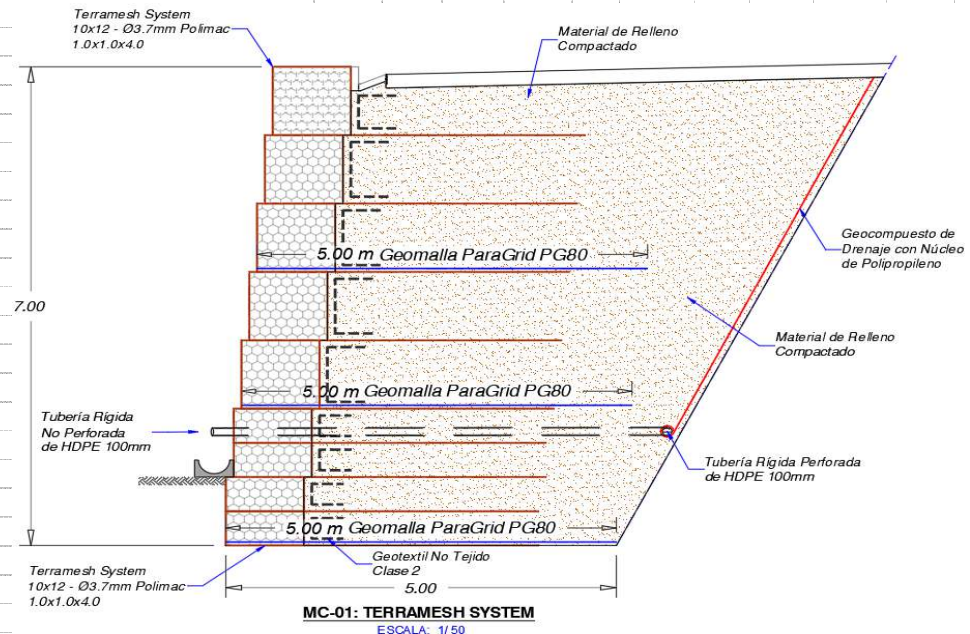 Terramesh System
10x12 - Ø3.7mm Polimac
1.0x1.0x4.0
Material de Relleno
Compactado
5.00 m Geomalla ParaGrid PG80
Geocompuesto de
Drenaje con Núcleo
de Polipropileno
7.00
Material de Relleno
Compactado
5.00 m Geomalla ParaGrid PG80
Tubería Rígida
No Perforada
de HDPE 100mm
Tubería Rígida Perforada
de HDPE 100mm
5.00 m Geomalla ParaGrid PG80
Geotextil No Tejido
Clase 2
Terramesh System
10x12 - Ø3.7mm Polimac
1.0x1.0x4.0
5.00
MC-01: TERRAMESH SYSTEM
ESCALA: 1/50